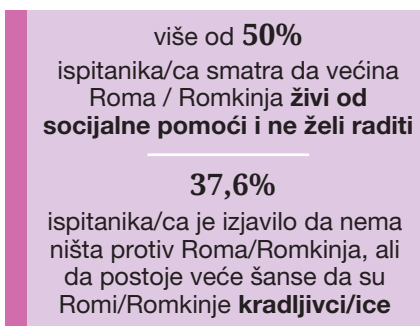 više od 50%
ispitanika/ca smatra da većina
Roma / Romkinja živi od
socijalne pomoći i ne želi raditi
37,6%
ispitanika/ca je izjavilo da nema
ništa protiv Roma/Romkinja, ali
da postoje veće šanse da su
Romi/Romkinje kradljivci/ice